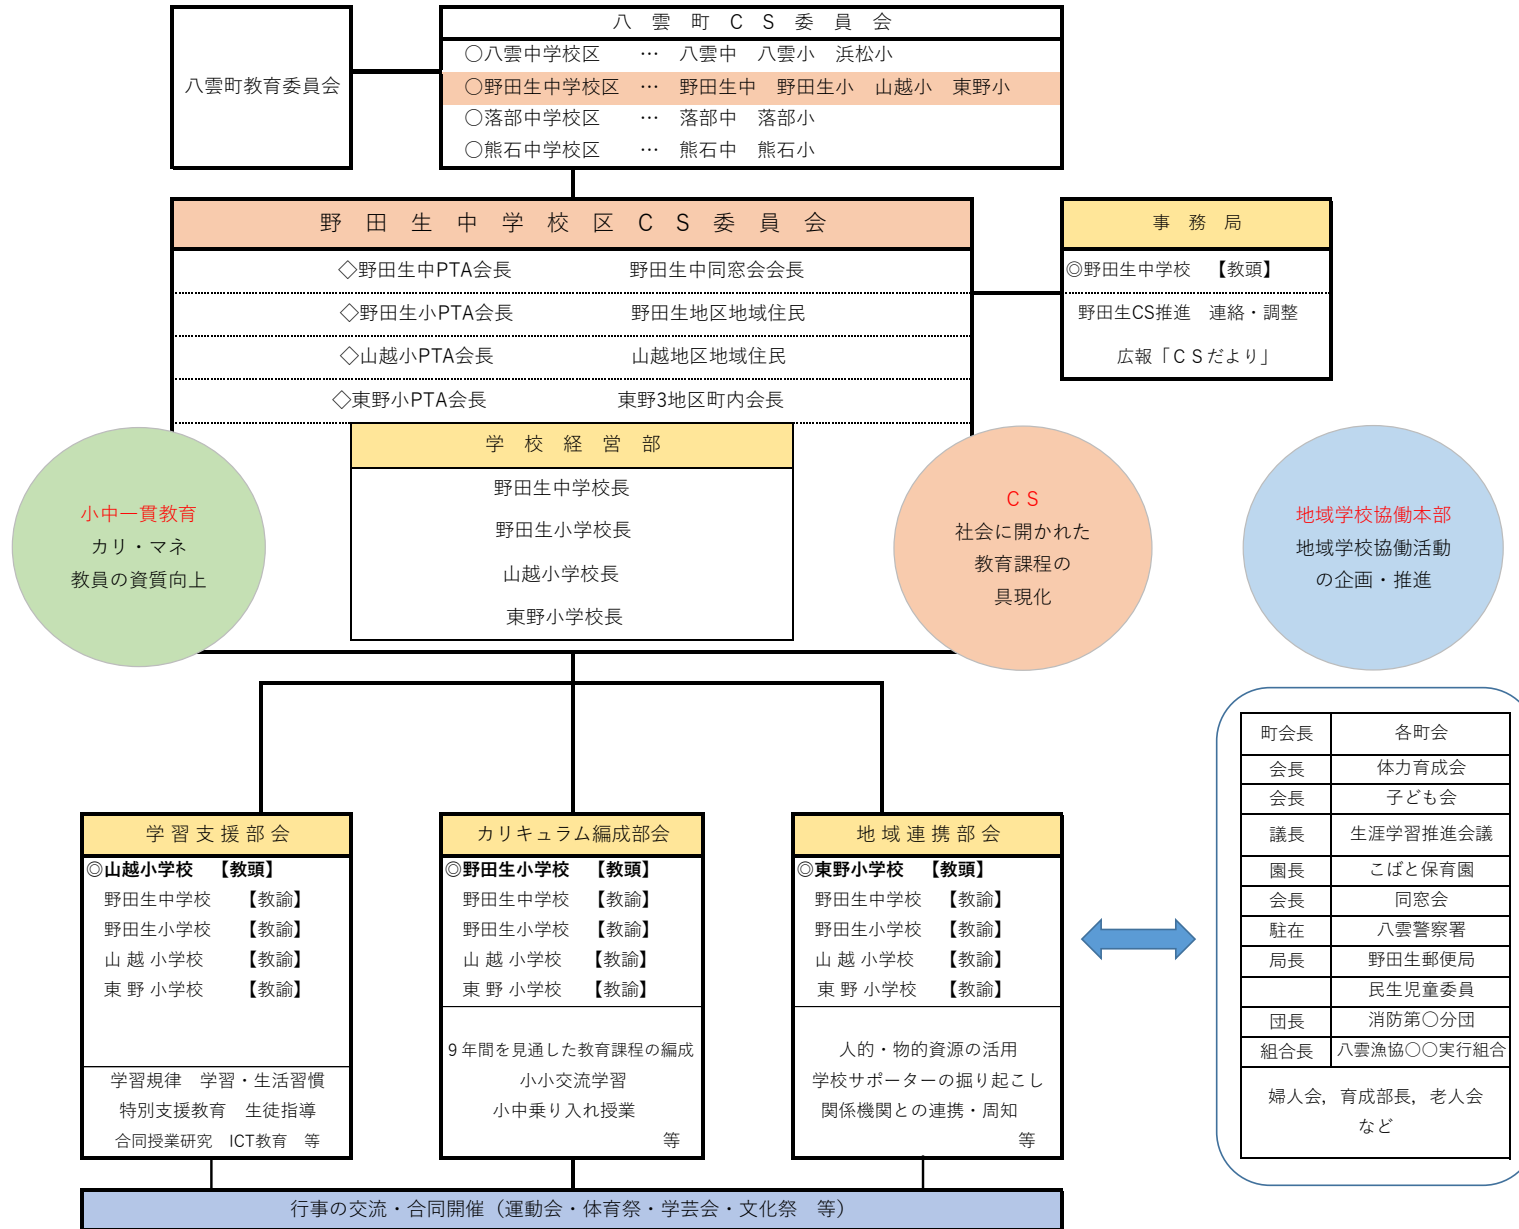 八雲町教育委員会
八雲町CS委員会
○八雲中学校区 … 八雲中 八雲小 浜松小
○野田生中学校区 … 野田生中 野田生小 山越小 東野小
○落部中学校区 … 落部中 落部小
○熊石中学校区 … 熊石中 熊石小
野田生中学校区CS委員会
◇野田生中PTA会長 野田生中同窓会会長
◇野田生小PTA会長 野田生地区地域住民
◇山越小PTA会長 山越地区地域住民
◇東野小PTA会長 東野3地区町内会長
事務局
◎野田生中学校 【教頭】
野田生CS推進 連絡・調整
広報「CSだより」
学校経営部
野田生中学校長
野田生小学校長
山越小学校長
東野小学校長
小中一貫教育
カリ・マネ
教員の資質向上
CS
社会に開かれた
教育課程の
具現化
地域学校協働本部
地域学校協働活動
の企画・推進
学習支援部会
◎山越小学校 【教頭】
野田生中学校 【教諭】
野田生小学校 【教諭】
山越小学校 【教諭】
東野小学校 【教諭】
学習規律 学習・生活習慣
特別支援教育 生徒指導
合同授業研究 ICT教育 等
カリキュラム編成部会
◎野田生小学校 【教頭】
野田生中学校 【教諭】
野田生小学校 【教諭】
山越小学校 【教諭】
東野小学校 【教諭】
9年間を見通した教育課程の編成
小小交流学習
小中乗り入れ授業
等
地域連携部会
◎東野小学校 【教頭】
野田生中学校 【教諭】
野田生小学校 【教諭】
山越小学校 【教諭】
東野小学校 【教諭】
人的・物的資源の活用
学校サポーターの掘り起こし
関係機関との連携・周知
等
町会長 各町会
会長 体力育成会
会長 子ども会
議長 生涯学習推進会議
園長 こばと保育園
会長 同窓会
駐在 八雲警察署
局長 野田生郵便局
民生児童委員
団長 消防第○分団
組合長 八雲漁協○○実行組合
婦人会，育成部長，老人会
など
行事の交流・合同開催（運動会・体育祭・学芸会・文化祭 等）